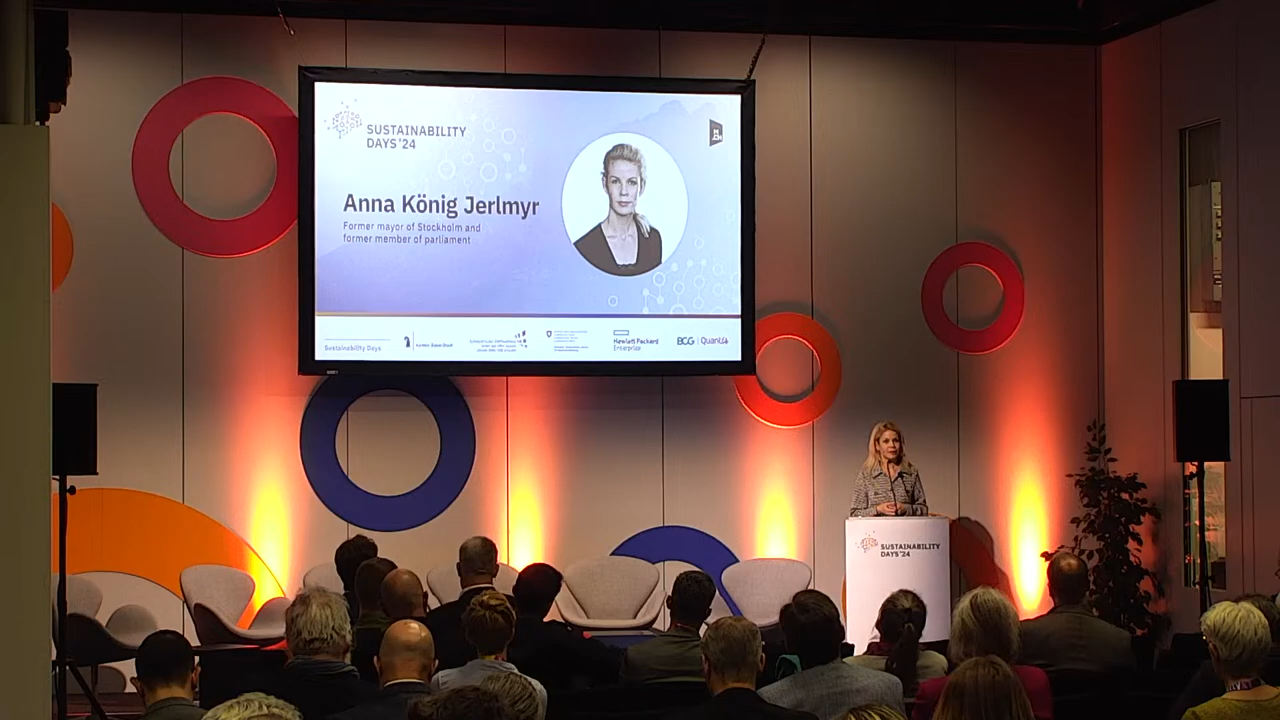 SUSTAINABILITY
DAYS '24
Anna König Jerlmyr
Former mayor of Stockholm and
former member of parliament
Sustainability Days
Hewlett Packard
Enterprise
BCG | Quantis
SUSTAINABILITY
DAYS '24